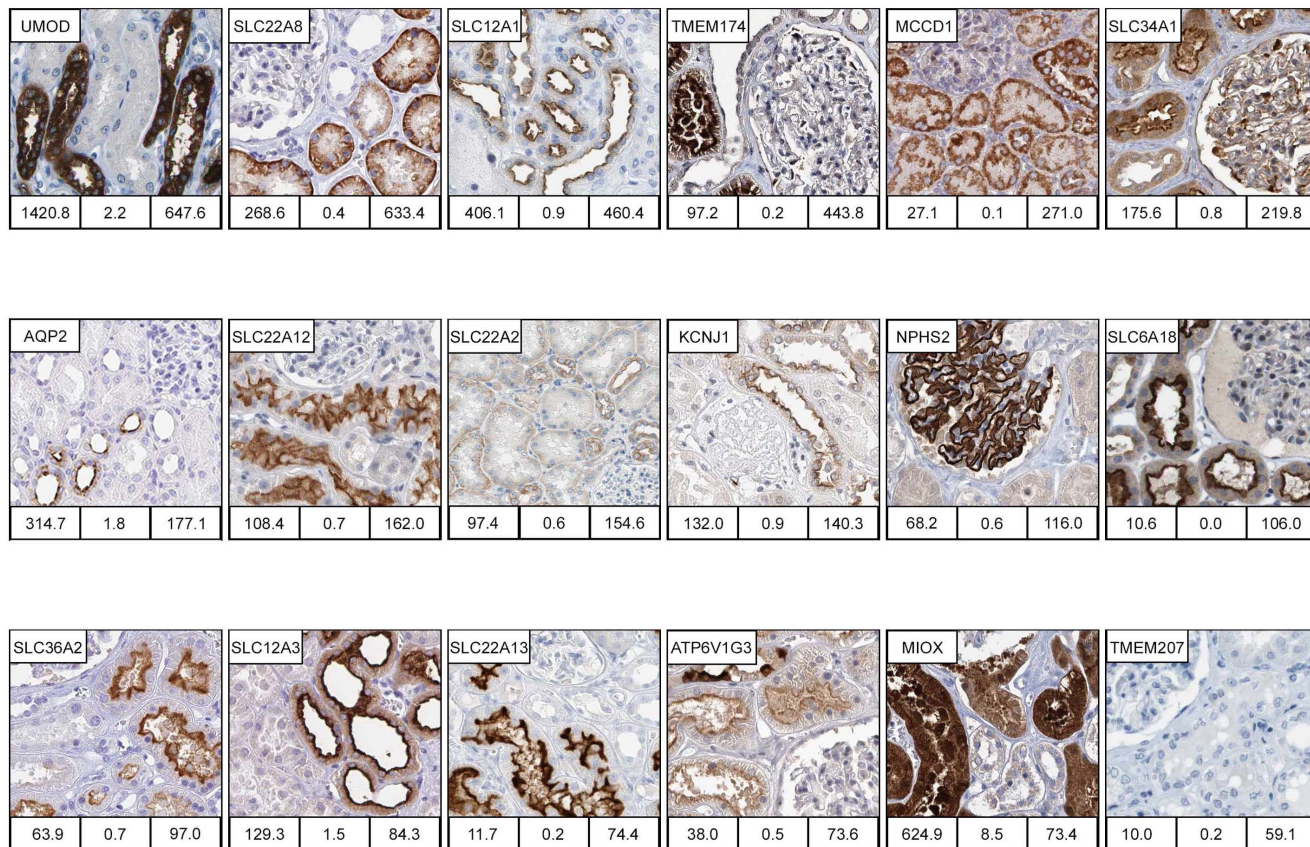 UMOD SLC22A8 SLC12A1 TMEM174 MCCD1 SLC34A1
1420.8 2.2 647.6 268.6 0.4 633.4 406.1 0.9 460.4 97.2 0.2 443.8 27.1 0.1 271.0 175.6 0.8 219.8
AQP2 SLC22A12 SLC22A2 KCNJ1 NPHS2 SLC6A18
314.7 1.8 177.1 108.4 0.7 162.0 97.4 0.6 154.6 132.0 0.9 140.3 68.2 0.6 116.0 10.6 0.0 106.0
SLC36A2 SLC12A3 SLC22A13 ATP6V1G3 MIOX TMEM207
63.9 0.7 97.0 129.3 1.5 84.3 11.7 0.2 74.4 38.0 0.5 73.6 624.9 8.5 73.4 10.0 0.2 59.1